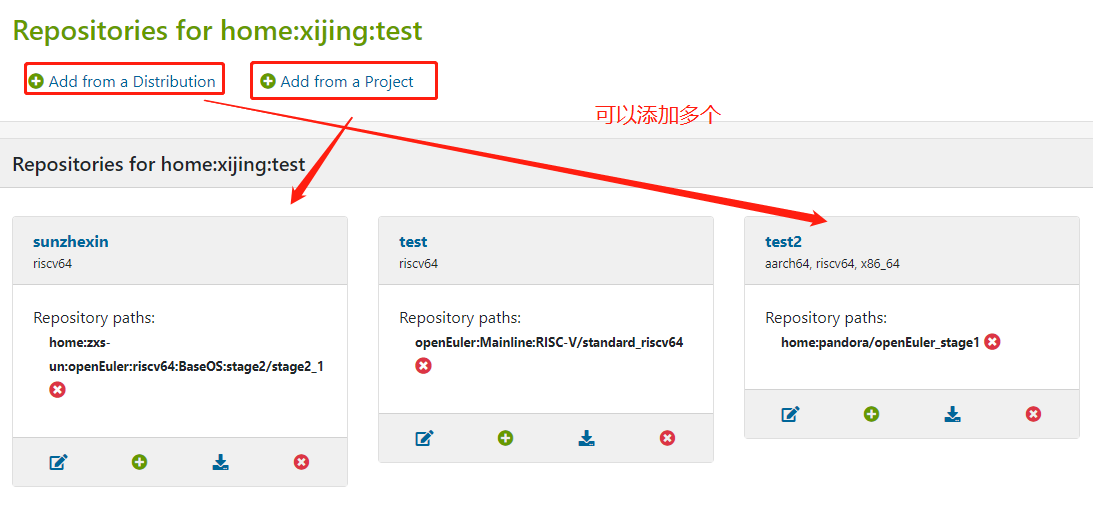 Repositories for home:xijing:test
Add from a Distribution
Add from a Project
可以添加多个
Repositories for home:xijing:test
sunzhexin
riscv64
Repository paths:
home:zxs-
un:openEuler:riscv64:BaseOS:stage2/stage2_1
test
riscv64
Repository paths:
openEuler:Mainline:RISC-V/standard_riscv64
test2
aarch64, riscv64, x86_64
Repository paths:
home:pandora/openEuler_stage1